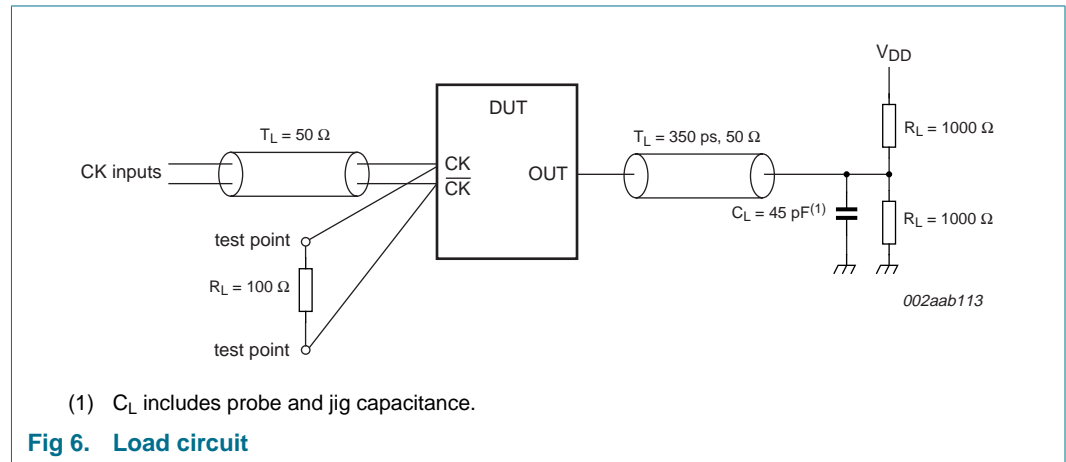 V_DD
DUT
R_L = 1000 Ω
T_L = 50 Ω
T_L = 350 ps, 50 Ω
CK inputs
CK
C̅K̅
OUT
C_L = 45 pF(1)
R_L = 1000 Ω
test point
R_L = 100 Ω
002aab113
test point
(1) C_L includes probe and jig capacitance.
Fig 6. Load circuit